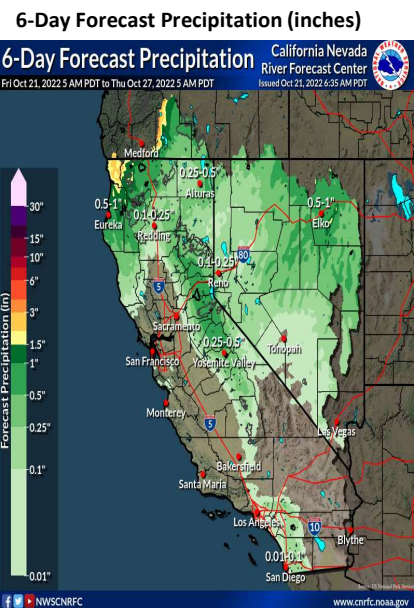 6-Day Forecast Precipitation (inches)
6-Day Forecast Precipitation
California Nevada
River Forecast Center
Fri Oct 21, 2022 5 AM PDT to Thu Oct 27, 2022 5 AM PDT
Issued Oct 21, 2022 6:35 AM PDT
Medford
0.25-0.5"
Alturas
0.5-1"
Eureka
0.1-0.25"
Redding
0.5-1"
Elko
80
0.1-0.25"
Reno
5
Sacramento
0.25-0.5"
Yosemite Valley
Tonopah
San Francisco
Monterey
5
Las Vegas
Bakersfield
Santa Maria
Los Angeles
10
Blythe
0.01-0.1"
San Diego
Forecast Precipitation (in)
30"
15"
10"
6"
3"
1.5"
1"
0.5"
0.25"
0.1"
0.01"
NWSCNRFC
www.cnrfc.noaa.gov